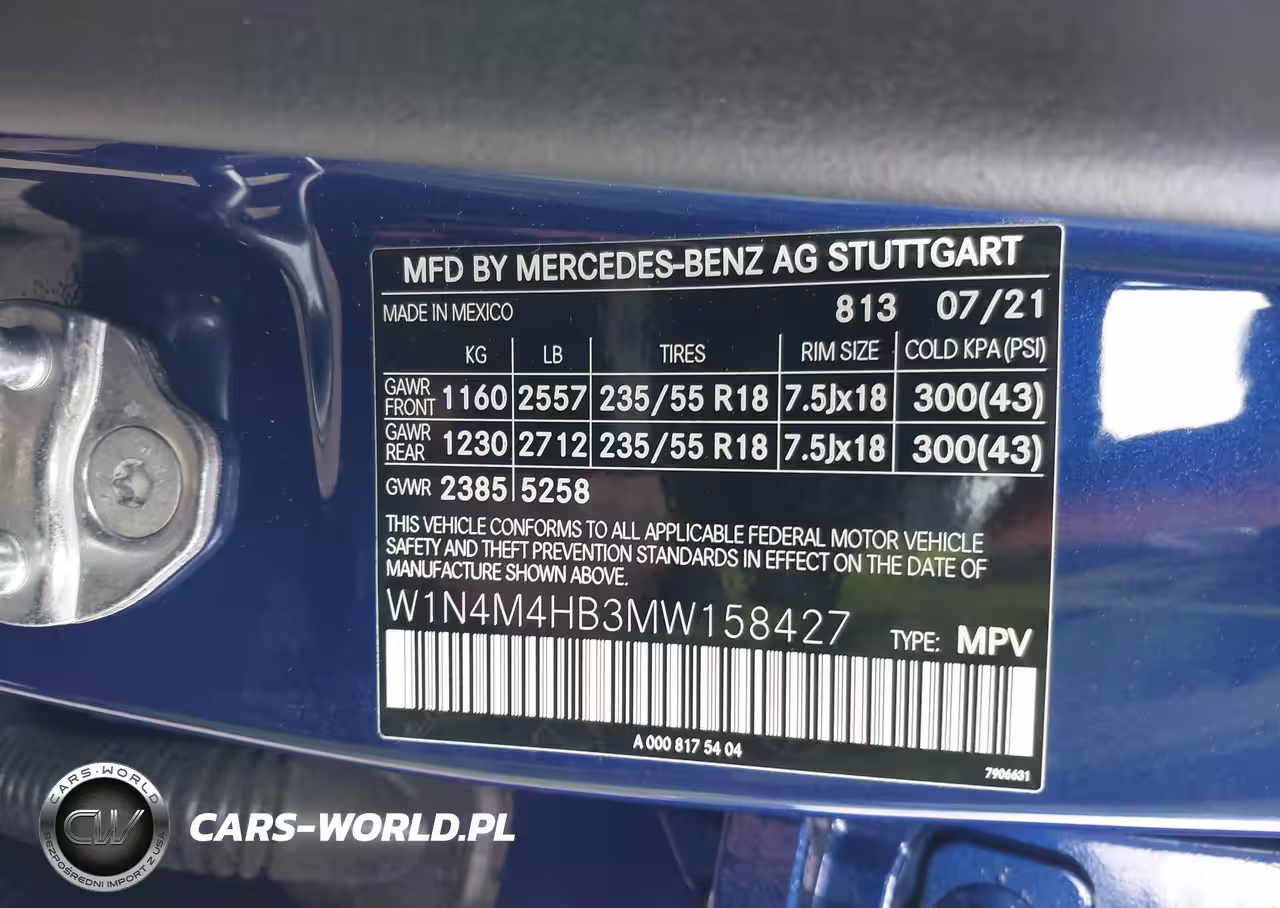 MFD BY MERCEDES-BENZ AG STUTTGART
MADE IN MEXICO 813 07/21
KG LB TIRES RIM SIZE COLD KPA (PSI)
GAWR FRONT 1160 2557 235/55 R18 7.5Jx18 300(43)
GAWR REAR 1230 2712 235/55 R18 7.5Jx18 300(43)
GVWR 2385 5258
THIS VEHICLE CONFORMS TO ALL APPLICABLE FEDERAL MOTOR VEHICLE
SAFETY AND THEFT PREVENTION STANDARDS IN EFFECT ON THE DATE OF
MANUFACTURE SHOWN ABOVE.
W1N4M4HB3MW158427 TYPE: MPV
A 000 817 54 04
7906631
CARS-WORLD
CW
BEZPOŚREDNI IMPORT Z USA
CARS-WORLD.PL